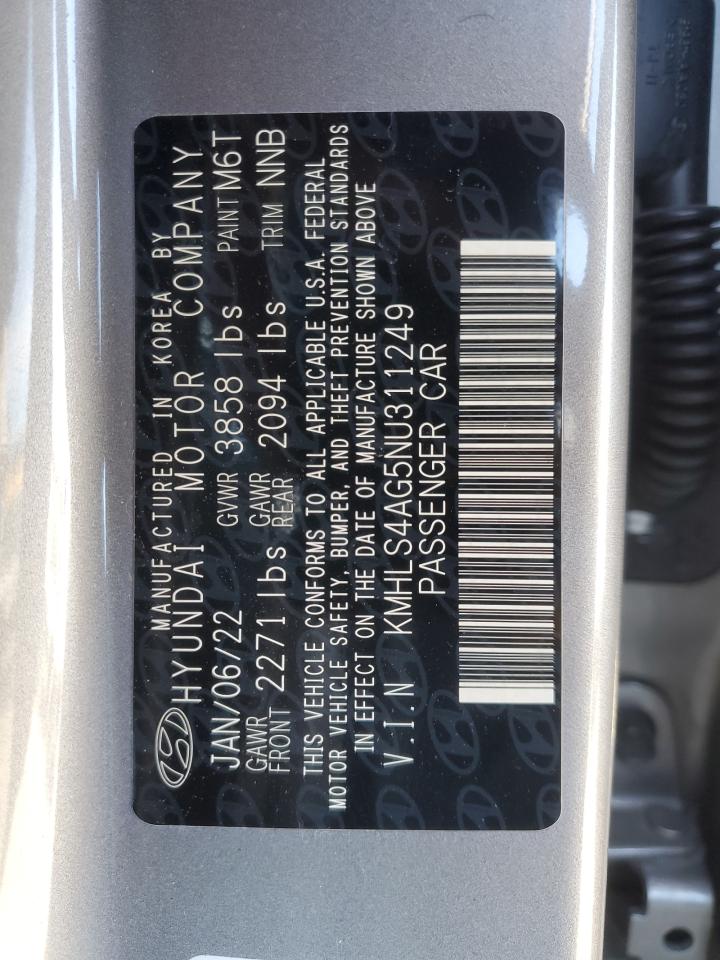 MANUFACTURED IN KOREA BY
HYUNDAI MOTOR COMPANY
JAN/06/22 GVWR 3858 lbs PAINT M6T
GAWR FRONT 2271 lbs GAWR REAR 2094 lbs TRIM NNB
THIS VEHICLE CONFORMS TO ALL APPLICABLE U.S.A. FEDERAL
MOTOR VEHICLE SAFETY, BUMPER, AND THEFT PREVENTION STANDARDS
IN EFFECT ON THE DATE OF MANUFACTURE SHOWN ABOVE
V.I.N KMHLS4AG5NU311249
PASSENGER CAR